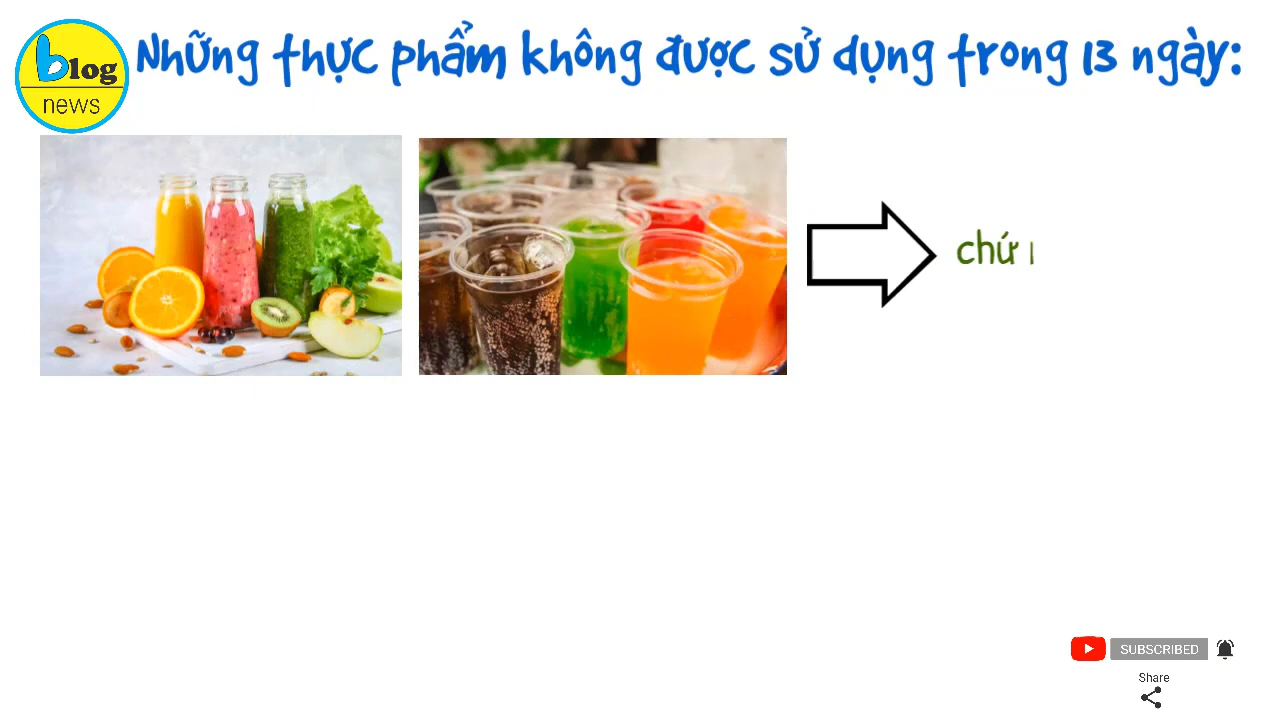 blog
news
Những thực phẩm không được sử dụng trong 13 ngày:
chứ
SUBSCRIBED
Share